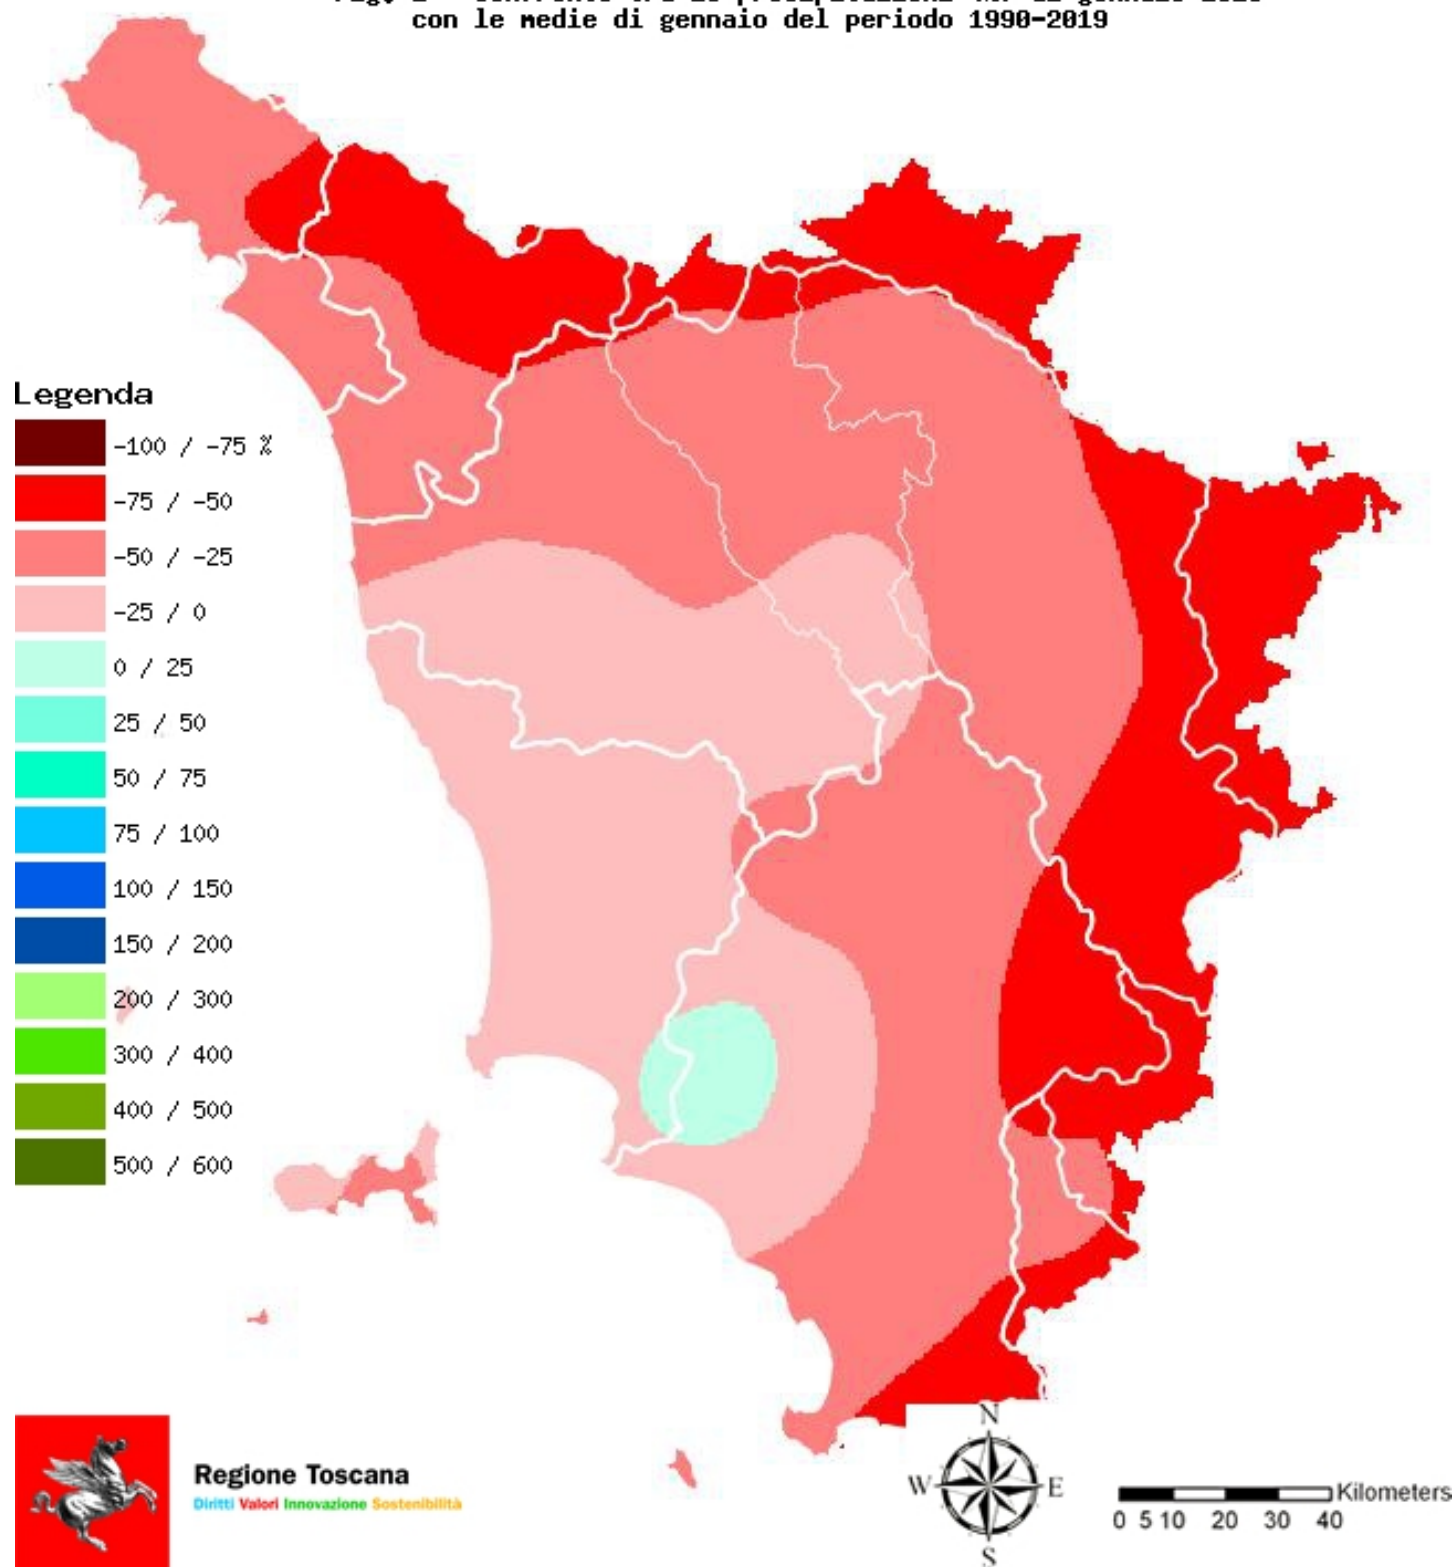 con le medie di gennaio del periodo 1990-2019
Legenda
-100 / -75 %
-75 / -50
-50 / -25
-25 / 0
0 / 25
25 / 50
50 / 75
75 / 100
100 / 150
150 / 200
200 / 300
300 / 400
400 / 500
500 / 600
Regione Toscana
Diritti Valori Innovazione Sostenibilità
N
W E
S
Kilometers
0 5 10 20 30 40